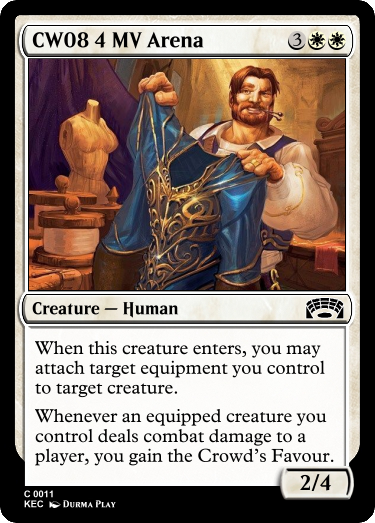 CW08 4 MV Arena 3
Creature — Human
When this creature enters, you may
attach target equipment you control
to target creature.
Whenever an equipped creature you
control deals combat damage to a
player, you gain the Crowd's Favour.
2/4
C 0011
KEC Durma Play